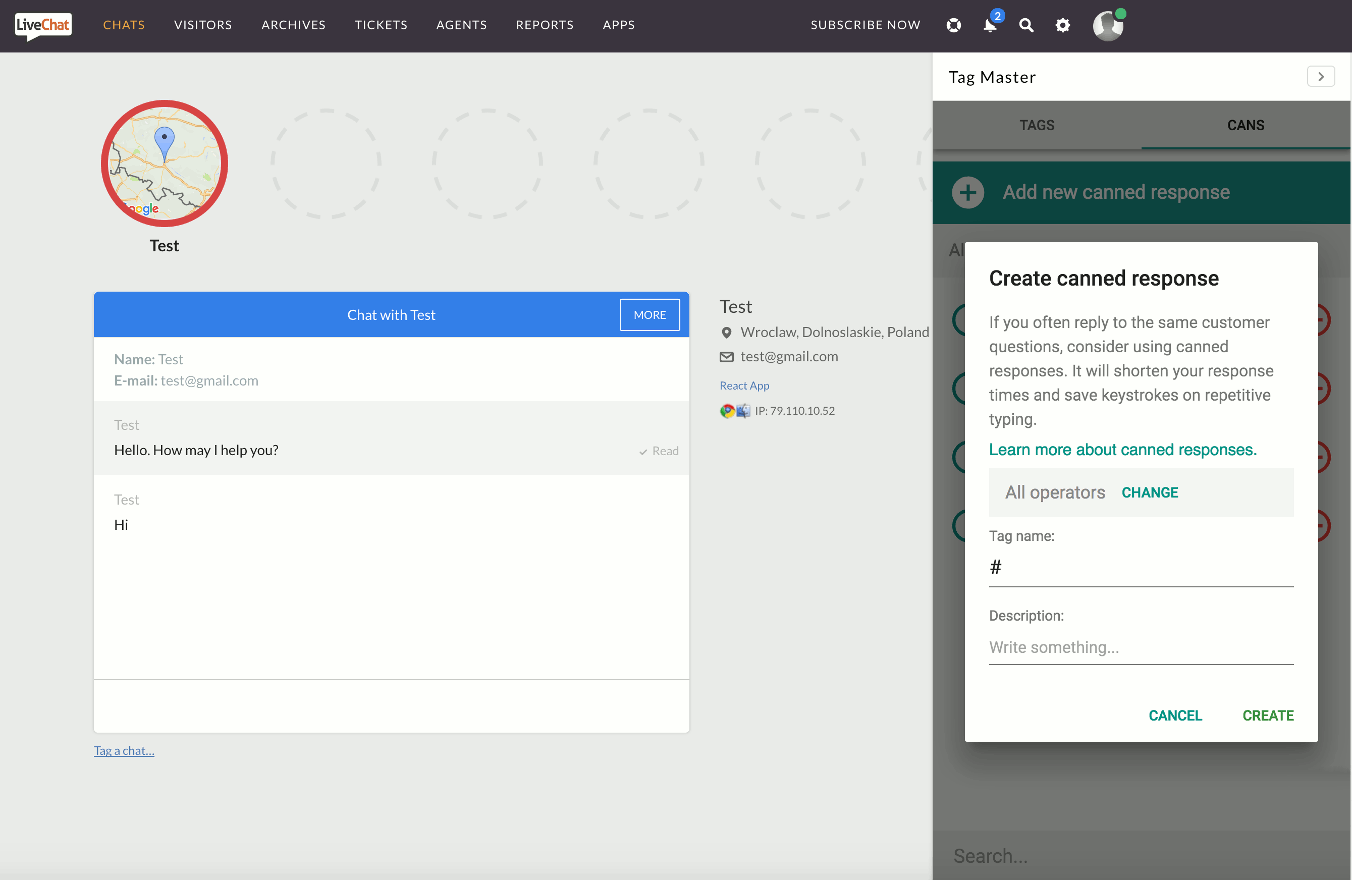 LiveChat
CHATS VISITORS ARCHIVES TICKETS AGENTS REPORTS APPS SUBSCRIBE NOW 2
Test
Chat with Test MORE
Name: Test
E-mail: test@gmail.com
Test
Hello. How may I help you? Read
Test
Hi
Tag a chat...
Test
Wroclaw, Dolnoslaskie, Poland
test@gmail.com
React App
IP: 79.110.10.52
Tag Master
TAGS CANS
Add new canned response
Create canned response
If you often reply to the same customer
questions, consider using canned
responses. It will shorten your response
times and save keystrokes on repetitive
typing.
Learn more about canned responses.
All operators CHANGE
Tag name:
#
Description:
Write something...
CANCEL CREATE
Search...